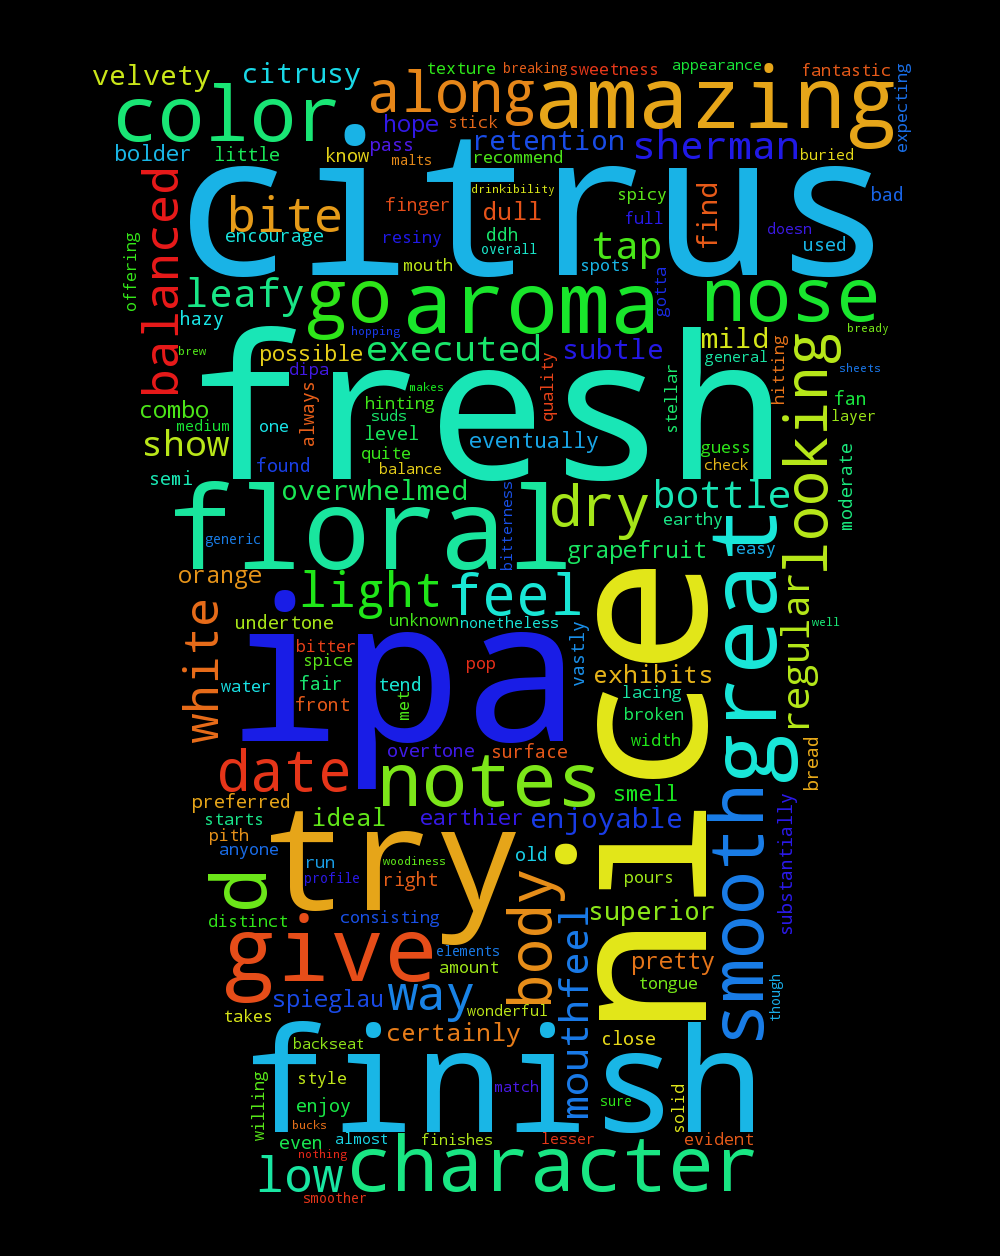 velvety
citrusy
texture
breaking
sweetness
appearance
fantastic
expecting
color
along
amazing
hope
stick
pass
retention
sherman
bolder
little
know
malts
recommend
buried
citrus
balanced
drinkibility
spicy
bad
bite
finger
dull
find
full
doesn
encourage
resiny
ddh
overall
tap
used
offering
mouth
spots
leafy
go
aroma
gotta
nose
hazy
hopping
bready
brew
possible
executed
subtle
mild
general
hitting
looking
sheets
dipa
fresh
quality
stellar
makes
combo
always
hinting
suds
fan
layer
medium
one
level
show
eventually
guess
quite
found
balance
check
semi
overwhelmed
bitterness
dry
bottle
moderate
floral
earthy
great
generic
grapefruit
easy
orange
light
feel
nice
regular
white
undertone
unknown
nonetheless
vastly
well
ipa
bitter
spice
pop
exhibits
water
fair
tend
lacing
met
front
broken
width
overtone
surface
bread
date
notes
smell
smooth
preferred
starts
ideal
earthier
enjoyable
substantially
try
pith
anyone
run
woodiness
old
d
profile
right
pours
body
distinct
consisting
superior
mouthfeel
give
elements
amount
pretty
tongue
spieglau
way
though
takes
wonderful
certainly
close
finish
backseat
willing
style
match
enjoy
sure
solid
bucks
even
almost
finishes
lesser
evident
nothing
low
character
smoother